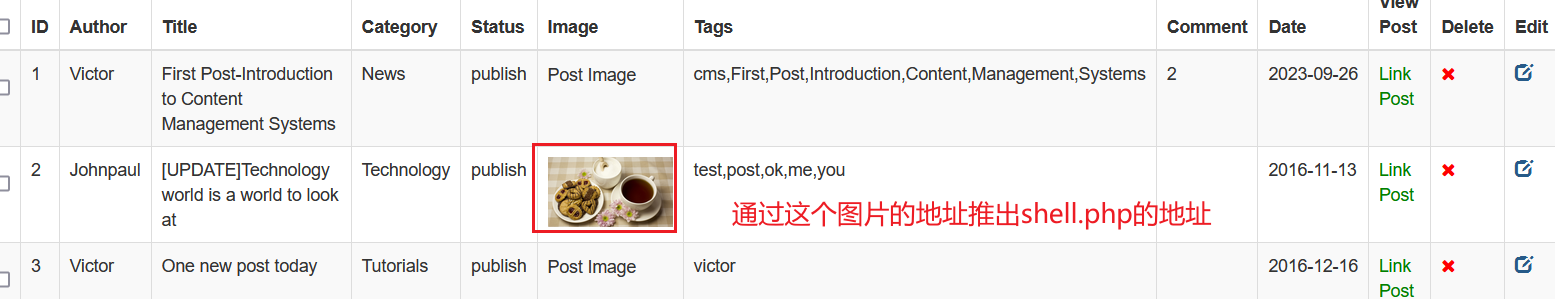 View
ID Author Title Category Status Image Tags Comment Date Post Delete Edit
1 Victor First Post-Introduction News publish Post Image cms,First,Post,Introduction,Content,Management,Systems 2 2023-09-26 Link
to Content Post
Management Systems
2 Johnpaul [UPDATE]Technology Technology publish test,post,ok,me,you 2016-11-13 Link
world is a world to look Post
at
通过这个图片的地址推出shell.php的地址
3 Victor One new post today Tutorials publish Post Image victor 2016-12-16 Link
Post